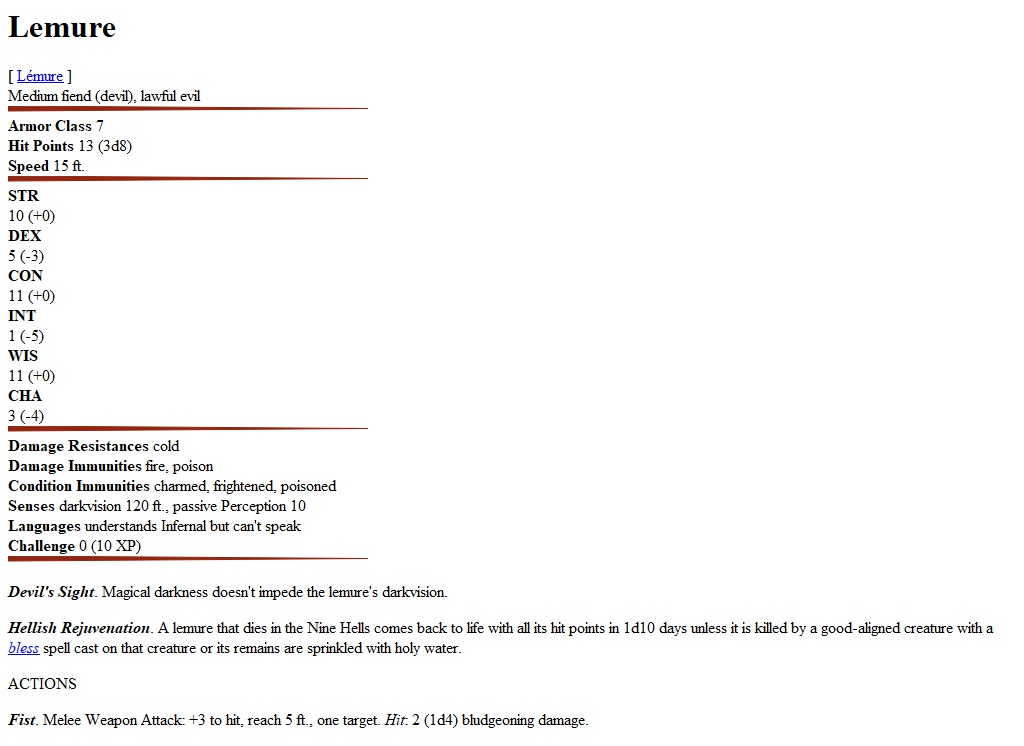 Lemure
[ Lémure ]
Medium fiend (devil), lawful evil
Armor Class 7
Hit Points 13 (3d8)
Speed 15 ft.
STR
10 (+0)
DEX
5 (-3)
CON
11 (+0)
INT
1 (-5)
WIS
11 (+0)
CHA
3 (-4)
Damage Resistances cold
Damage Immunities fire, poison
Condition Immunities charmed, frightened, poisoned
Senses darkvision 120 ft., passive Perception 10
Languages understands Infernal but can't speak
Challenge 0 (10 XP)
Devil's Sight. Magical darkness doesn't impede the lemure's darkvision.
Hellish Rejuvenation. A lemure that dies in the Nine Hells comes back to life with all its hit points in 1d10 days unless it is killed by a good-aligned creature with a
bless spell cast on that creature or its remains are sprinkled with holy water.
ACTIONS
Fist. Melee Weapon Attack: +3 to hit, reach 5 ft., one target. Hit: 2 (1d4) bludgeoning damage.